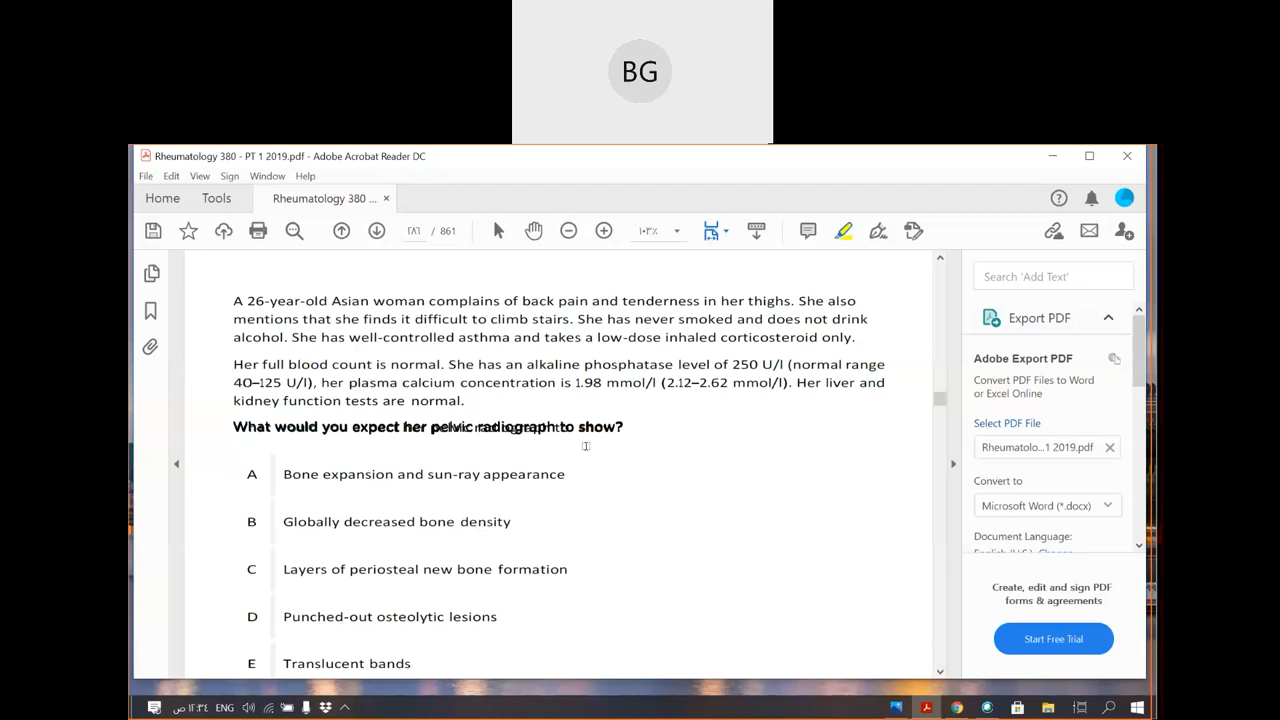 BG
Rheumatology 380 - PT 1 2019.pdf - Adobe Acrobat Reader DC
File Edit View Sign Window Help
Home Tools Rheumatology 380 ... ×
٢٨٦ / 861 ١٠٣٪
A 26-year-old Asian woman complains of back pain and tenderness in her thighs. She also
mentions that she finds it difficult to climb stairs. She has never smoked and does not drink
alcohol. She has well-controlled asthma and takes a low-dose inhaled corticosteroid only.
Her full blood count is normal. She has an alkaline phosphatase level of 250 U/l (normal range
40–125 U/l), her plasma calcium concentration is 1.98 mmol/l (2.12–2.62 mmol/l). Her liver and
kidney function tests are normal.
What would you expect her pelvic radiograph to show?
A Bone expansion and sun-ray appearance
B Globally decreased bone density
C Layers of periosteal new bone formation
D Punched-out osteolytic lesions
E Translucent bands
Search 'Add Text'
Export PDF
Adobe Export PDF
Convert PDF Files to Word
or Excel Online
Select PDF File
Rheumatolo...1 2019.pdf
Convert to
Microsoft Word (*.docx)
Document Language:
Create, edit and sign PDF
forms & agreements
Start Free Trial
ص ١٢:٣٤ ENG